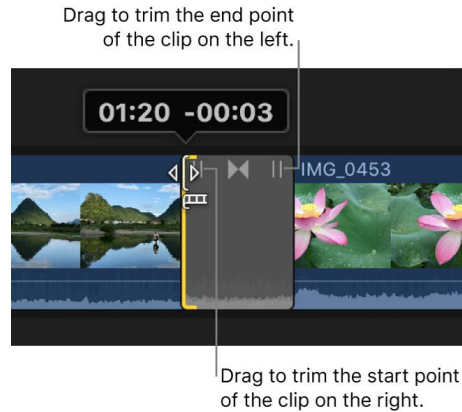 Drag to trim the end point
of the clip on the left.
01:20 -00:03
IMG_0453
Drag to trim the start point
of the clip on the right.